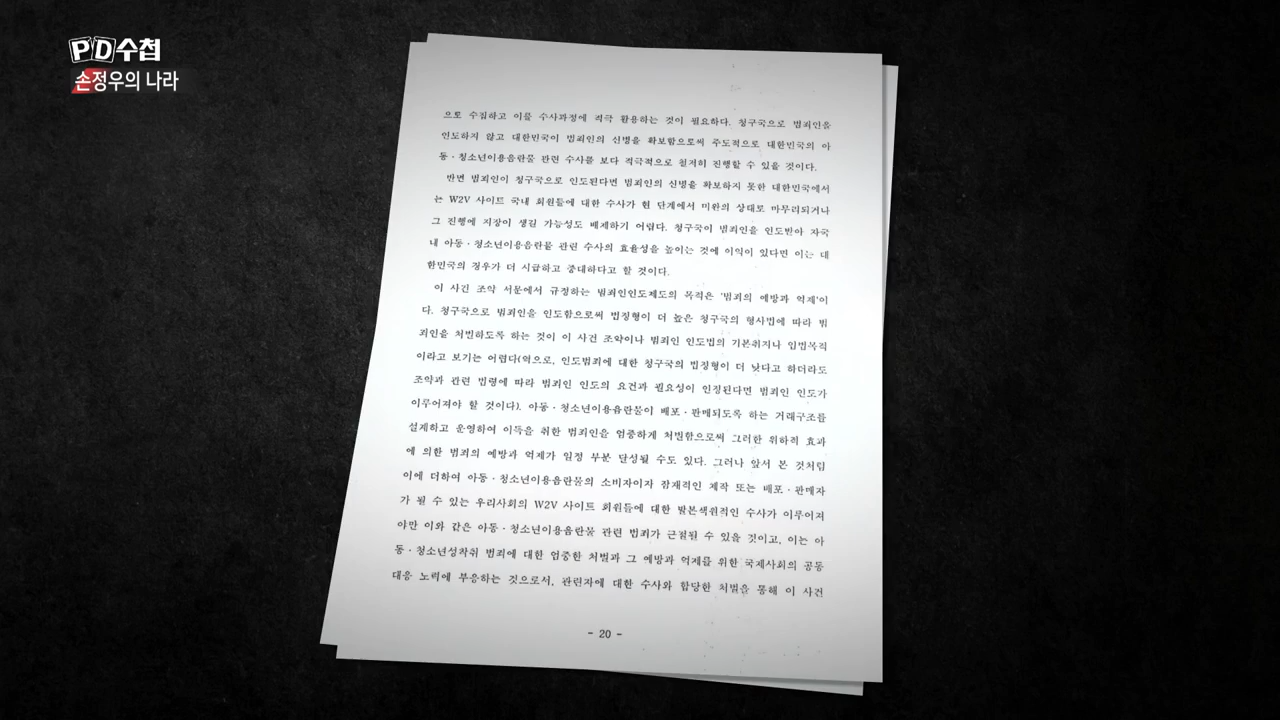 PD수첩
손정우의 나라
으로 수집하고 이를 수사과정에 적극 활용하는 것이 필요하다. 청구국으로 범죄인을
인도하지 않고 대한민국이 범죄인의 신병을 확보함으로써 주도적으로 대한민국의 아
동·청소년이용음란물 관련 수사를 보다 적극적으로 철저히 진행할 수 있을 것이다.
반면 범죄인이 청구국으로 인도된다면 범죄인의 신병을 확보하지 못한 대한민국에서
는 W2V 사이트 국내 회원들에 대한 수사가 현 단계에서 미완의 상태로 마무리되거나
그 진행에 지장이 생길 가능성도 배제하기 어렵다. 청구국이 범죄인을 인도받아 자국
내 아동·청소년이용음란물 관련 수사의 효율성을 높이는 것에 이익이 있다면 이는 대
한민국의 경우가 더 시급하고 중대하다고 할 것이다.
이 사건 조약 서문에서 규정하는 범죄인인도제도의 목적은 '범죄의 예방과 억제'이
다. 청구국으로 범죄인을 인도함으로써 법정형이 더 높은 청구국의 형사법에 따라 범
죄인을 처벌하도록 하는 것이 이 사건 조약이나 범죄인 인도법의 기본취지나 입법목적
이라고 보기는 어렵다(역으로, 인도범죄에 대한 청구국의 법정형이 더 낮다고 하더라도
조약과 관련 법령에 따라 범죄인 인도의 요건과 필요성이 인정된다면 범죄인 인도가
이루어져야 할 것이다). 아동·청소년이용음란물이 배포·판매되도록 하는 거래구조를
설계하고 운영하여 이득을 취한 범죄인을 엄중하게 처벌함으로써 그러한 위하적 효과
에 의한 범죄의 예방과 억제가 일정 부분 달성될 수도 있다. 그러나 앞서 본 것처럼
이에 더하여 아동·청소년이용음란물의 소비자이자 잠재적인 제작 또는 배포·판매자
가 될 수 있는 우리사회의 W2V 사이트 회원들에 대한 발본색원적인 수사가 이루어져
야만 이와 같은 아동·청소년이용음란물 관련 범죄가 근절될 수 있을 것이고, 이는 아
동·청소년성착취 범죄에 대한 엄중한 처벌과 그 예방과 억제를 위한 국제사회의 공동
대응 노력에 부응하는 것으로서, 관련자에 대한 수사와 합당한 처벌을 통해 이 사건
- 20 -